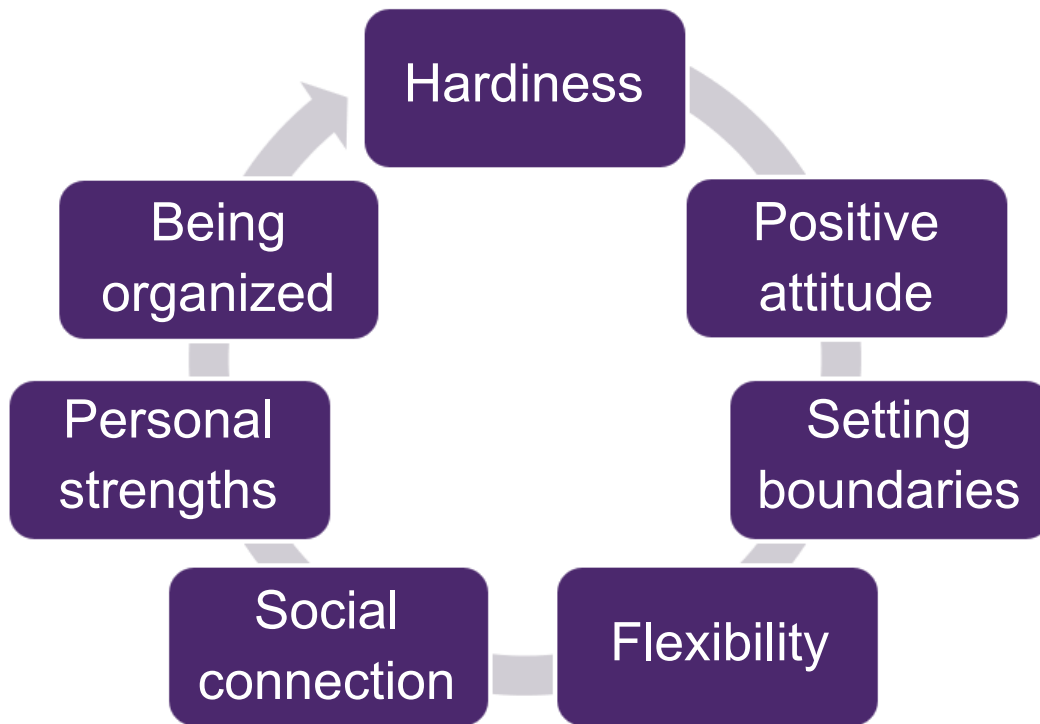 Hardiness
Positive
attitude
Setting
boundaries
Flexibility
Social
connection
Personal
strengths
Being
organized